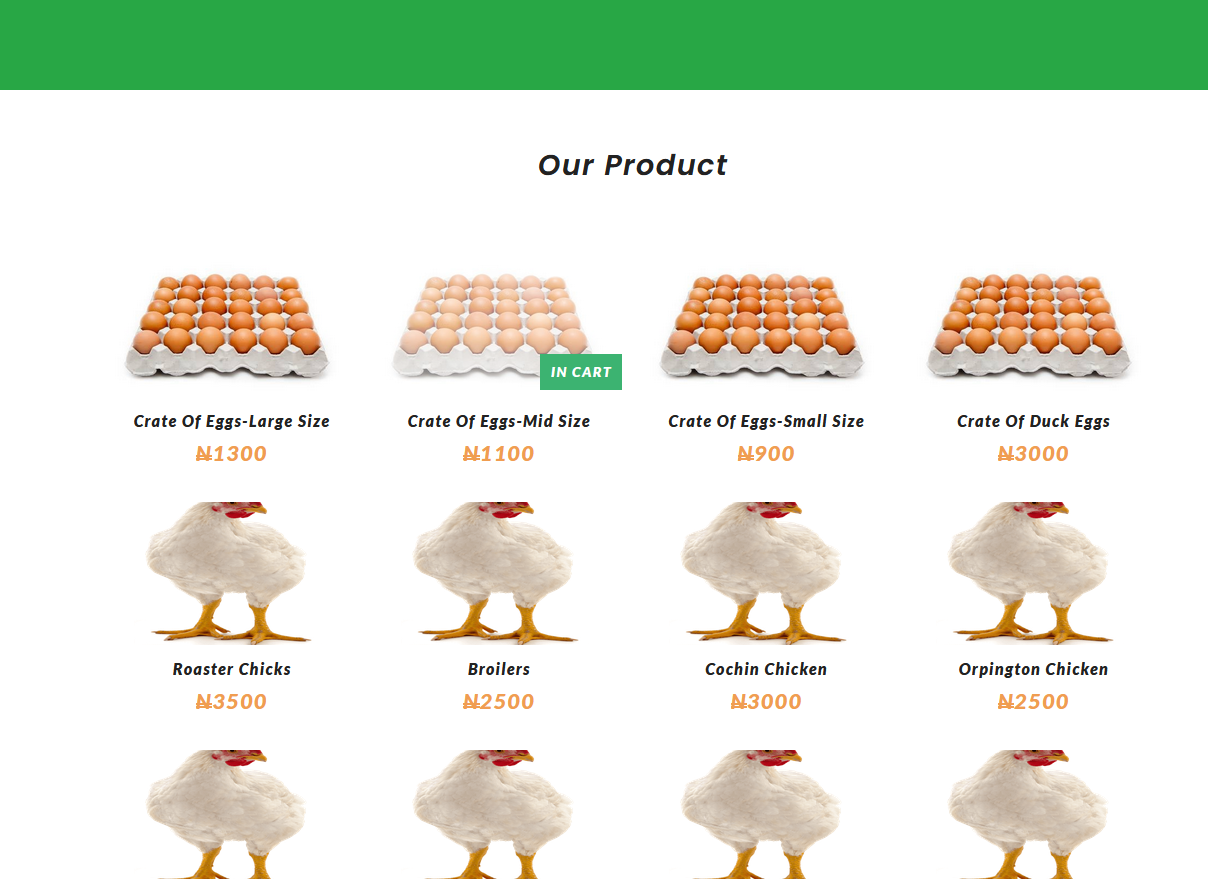 Our Product
IN CART
Crate Of Eggs-Large Size
Crate Of Eggs-Mid Size
Crate Of Eggs-Small Size
Crate Of Duck Eggs
₦1300
₦1100
₦900
₦3000
Roaster Chicks
Broilers
Cochin Chicken
Orpington Chicken
₦3500
₦2500
₦3000
₦2500